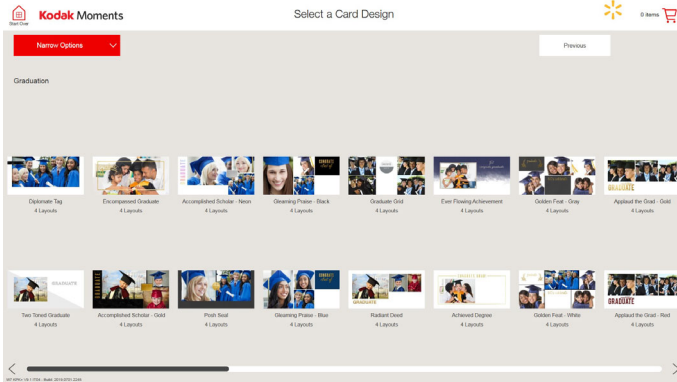 Start Over
Kodak Moments
Select a Card Design
0 items
Narrow Options
Previous
Graduation
Diplomate Tag
4 Layouts
Encompassed Graduate
4 Layouts
Accomplished Scholar - Neon
4 Layouts
Gleaming Praise - Black
4 Layouts
Graduate Grid
4 Layouts
Ever Flowing Achievement
4 Layouts
Golden Feat - Gray
4 Layouts
GRADUATE
Applaud the Grad - Gold
4 Layouts
GRADUATE
Two Toned Graduate
4 Layouts
Accomplished Scholar - Gold
4 Layouts
Posh Seal
4 Layouts
Gleaming Praise - Blue
4 Layouts
Radiant Deed
4 Layouts
Achieved Degree
4 Layouts
Golden Feat - White
4 Layouts
GRADUATE
Applaud the Grad - Red
4 Layouts